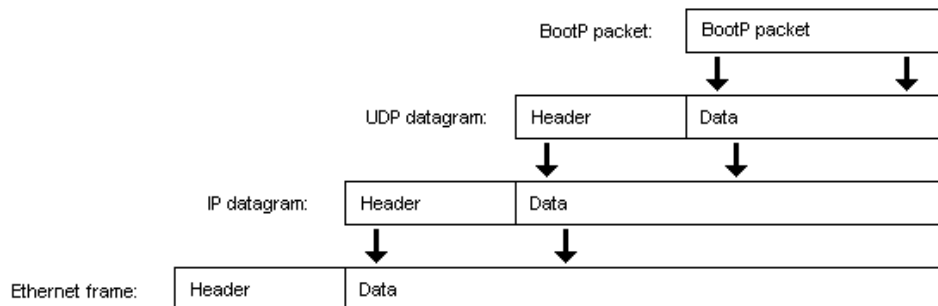 BootP packet: BootP packet
UDP datagram: Header Data
IP datagram: Header Data
Ethernet frame: Header Data